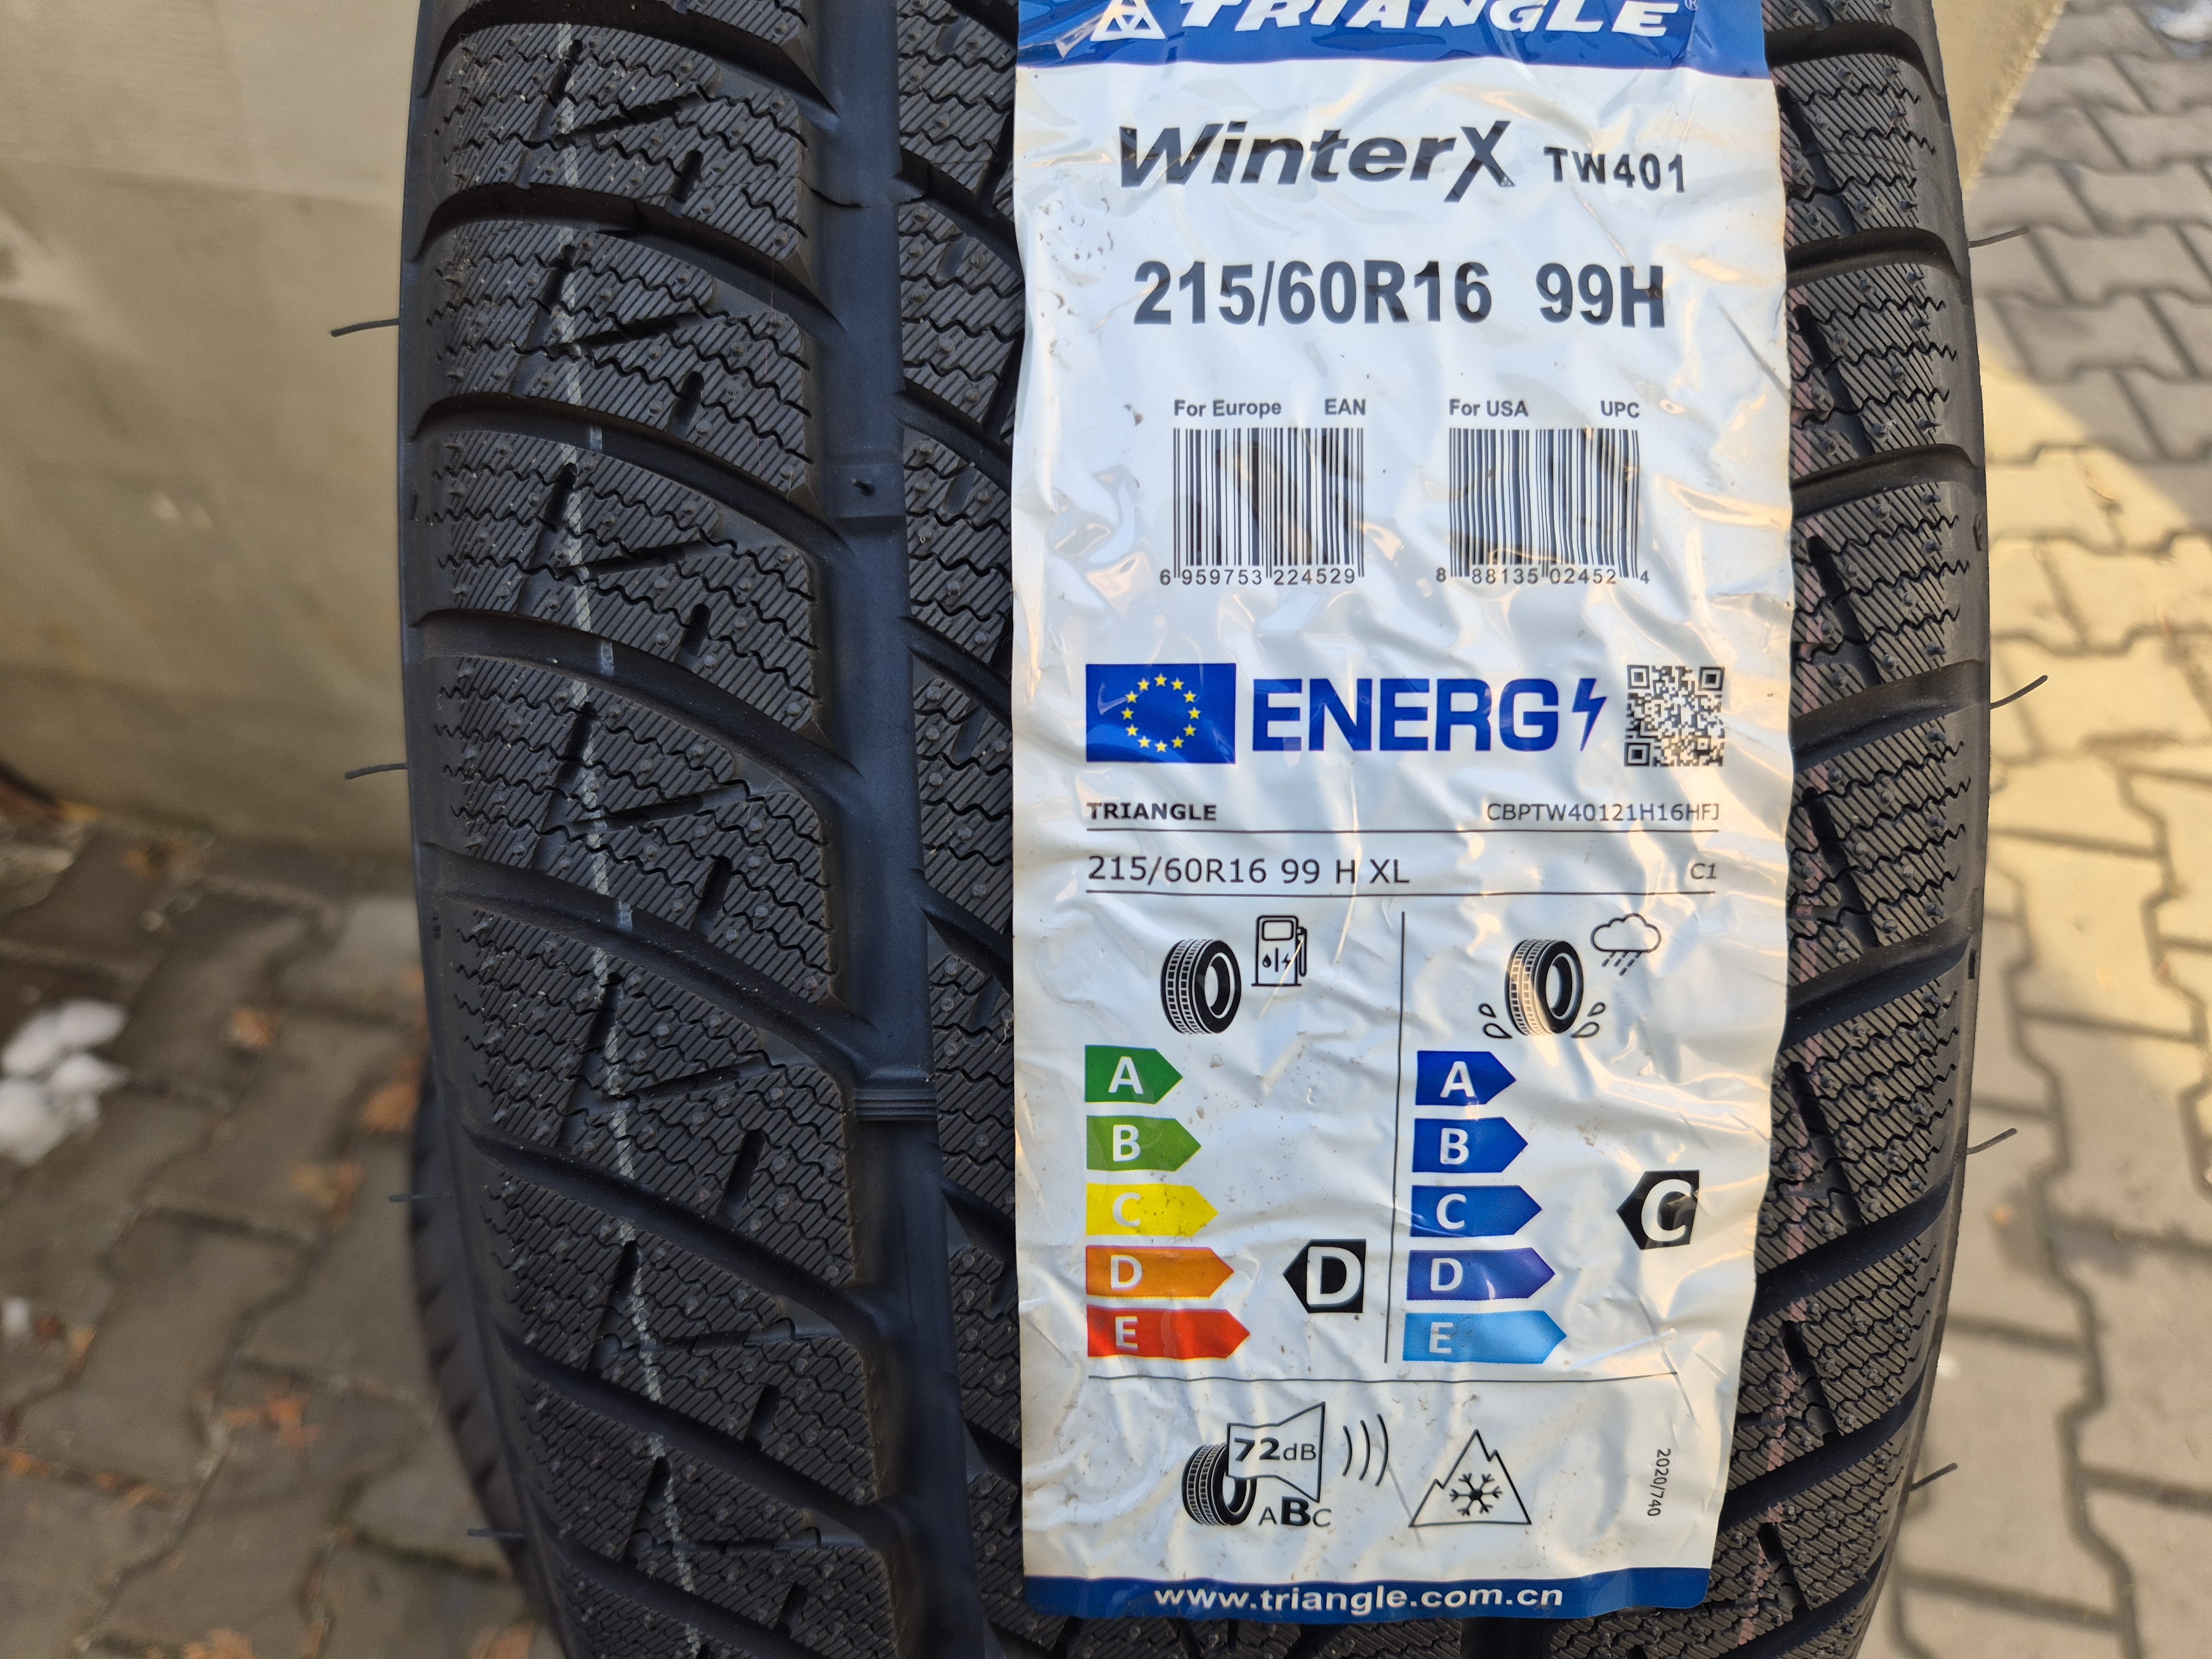 TRIANGLE®
WinterX TW401
215/60R16 99H
For Europe EAN
For USA UPC
6 959753 224529
8 88135 02452 4
ENERG
TRIANGLE CBPTW40121H16HFJ
215/60R16 99 H XL C1
A
B
C
D
E
D
A
B
C
D
E
C
72dB
ABC
2020/740
www.triangle.com.cn